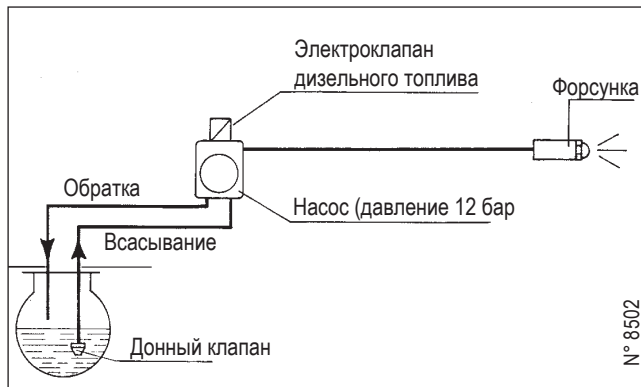 Электроклапан
дизельного топлива
Форсунка
Обратка
Насос (давление 12 бар
Всасывание
Донный клапан
N° 8502